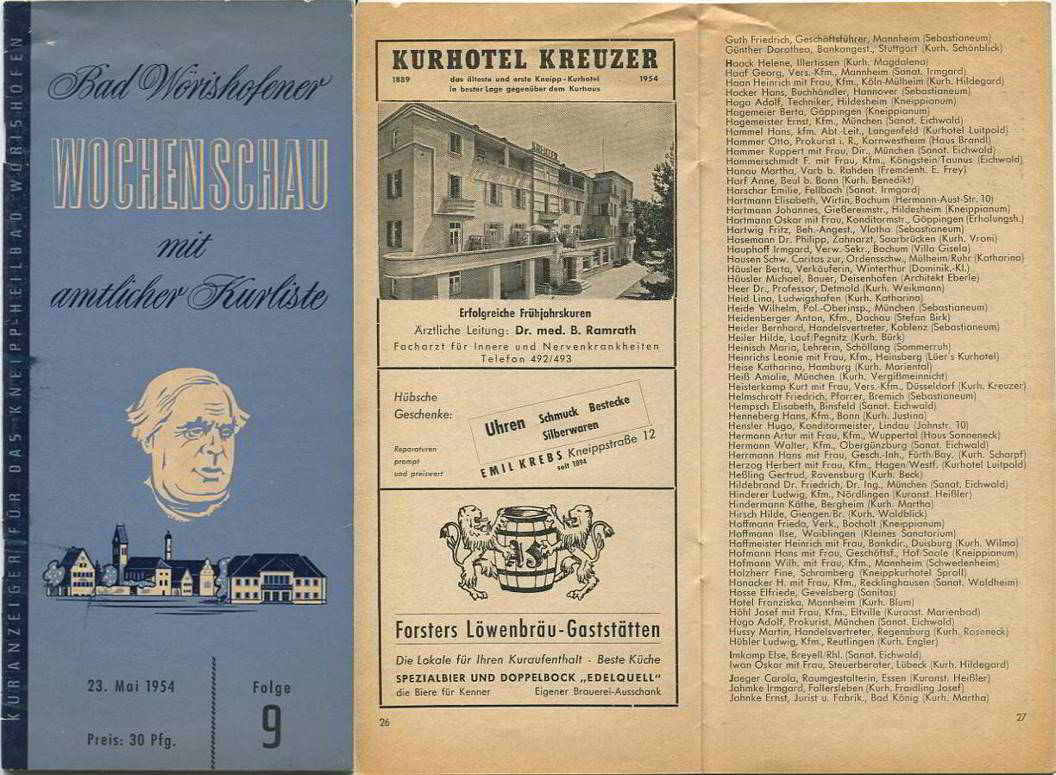 KURANZEIGER FÜR DAS KNEIPP-HEILBAD WÖRISHOFEN
Bad Wörishofener
WOCHENSCHAU
mit
amtlicher Kurliste
23. Mai 1954
Folge
9
Preis: 30 Pfg.
KURHOTEL KREUZER
1889 das älteste und erste Kneipp-Kurhotel 1954
in bester Lage gegenüber dem Kurhaus
KREUZER
Erfolgreiche Frühjahrskuren
Ärztliche Leitung: Dr. med. B. Ramrath
Facharzt für Innere und Nervenkrankheiten
Telefon 492/493
Hübsche
Geschenke:
Uhren Schmuck Bestecke
Silberwaren
Reparaturen
prompt
und preiswert
EMIL KREBS Kneippstraße 12
seit 1894
Forsters Löwenbräu-Gaststätten
Die Lokale für Ihren Kuraufenthalt - Beste Küche
SPEZIALBIER UND DOPPELBOCK „EDELQUELL"
die Biere für Kenner Eigener Brauerei-Ausschank
26
Guth Friedrich, Geschäftsführer, Mannheim (Sebastianeum)
Günther Dorothea, Bankangest., Stuttgart (Kurh. Schönblick)
Haack Helene, Illertissen (Kurh. Magdalena)
Haaf Georg, Vers.-Kfm., Mannheim (Sanat. Irmgard)
Haan Heinrich mit Frau, Kfm., Köln-Mülheim (Kurh. Hildegard)
Hacker Hans, Buchhändler, Hannover (Sebastianeum)
Haga Adolf, Techniker, Hildesheim (Kneippianum)
Hagemeier Berta, Göppingen (Kneippianum)
Hagemeister Ernst, Kfm., München (Sanat. Eichwald)
Hammel Hans, kfm. Abt.-Leit., Langenfeld (Kurhotel Luitpold)
Hammer Otto, Prokurist i. R., Kornwestheim (Haus Brandl)
Hammer Ruppert mit Frau, Dir., München (Sanat. Eichwald)
Hammerschmidt F. mit Frau, Kfm., Königstein/Taunus (Eichwald)
Hanau Martha, Varb b. Rahden (Fremdenh. E. Frey)
Harf Anne, Beul b. Bonn (Kurh. Benedikt)
Harschar Emilie, Fellbach (Sanat. Irmgard)
Hartmann Elisabeth, Wirtin, Bochum (Hermann-Aust-Str. 10)
Hartmann Johannes, Gießereimstr., Hildesheim (Kneippianum)
Hartmann Oskar mit Frau, Konditormstr., Göppingen (Erholungsh.)
Hartwig Fritz, Beh.-Angest., Vlotho (Sebastianeum)
Hasemann Dr. Philipp, Zahnarzt, Saarbrücken (Kurh. Vroni)
Hauphoff Irmgard, Verw.-Sekr., Bochum (Villa Gisela)
Hausen Schw. Caritas zur, Ordensschw., Mülheim/Ruhr (Katharina)
Häusler Berta, Verkäuferin, Winterthur (Dominik.-Kl.)
Häusler Michael, Bauer, Deisenhofen (Architekt Eberle)
Heer Dr., Professor, Detmold (Kurh. Weikmann)
Heid Lina, Ludwigshafen (Kurh. Katharina)
Heide Wilhelm, Pol.-Oberinsp., München (Sebastianeum)
Heidenberger Anton, Kfm., Dachau (Stefan Birk)
Heider Bernhard, Handelsvertreter, Koblenz (Sebastianeum)
Heiler Hilde, Lauf/Pegnitz (Kurh. Bürk)
Heinisch Maria, Lehrerin, Schöllang (Sommerruh)
Heinrichs Leonie mit Frau, Kfm., Heinsberg (Löer's Kurhotel)
Heise Katharina, Hamburg (Kurh. Mariental)
Heiß Amalie, München (Kurh. Vergißmeinnicht)
Heisterkamp Kurt mit Frau, Vers.-Kfm., Düsseldorf (Kurh. Kreuzer)
Helmschrott Friedrich, Pfarrer, Bremich (Sebastianeum)
Hempsch Elisabeth, Binsfeld (Sanat. Eichwald)
Henneberg Hans, Kfm., Bonn (Kurh. Justina)
Hensler Hugo, Konditormeister, Lindau (Jahnstr. 10)
Hermann Artur mit Frau, Kfm., Wuppertal (Haus Sonneneck)
Hermann Walter, Kfm., Obergünzburg (Sanat. Eichwald)
Herrmann Hans mit Frau, Gesch.-Inh., Fürth/Bay. (Kurh. Scharpf)
Herzog Herbert mit Frau, Kfm., Hagen/Westf. (Kurhotel Luitpold)
Heßling Gertrud, Ravensburg (Kurh. Beck)
Hildebrand Dr. Friedrich, Dr. Ing., München (Sanat. Eichwald)
Hinderer Ludwig, Kfm., Nördlingen (Kuranst. Heißler)
Hindermann Käthe, Bergheim (Kurh. Martha)
Hirsch Hilde, Giengen/Br. (Kurh. Waldblick)
Hoffmann Frieda, Verk., Bocholt (Kneippianum)
Hoffmann Ilse, Waiblingen (Kleines Sanatorium)
Hoffmeister Heinrich mit Frau, Bankdir., Duisburg (Kurh. Wilma)
Hofmann Hans mit Frau, Geschäftsf., Hof/Saale (Kneippianum)
Hofmann Wilh. mit Frau, Kfm., Mannheim (Schwedenheim)
Holzherr Fine, Schramberg (Kneippkurhotel Sproll)
Honacker H. mit Frau, Kfm., Recklinghausen (Sanat. Waldheim)
Hosse Elfriede, Gevelsberg (Sanitas)
Hotel Franziska, Mannheim (Kurh. Blum)
Höhl Josef mit Frau, Kfm., Eltville (Kuranst. Marienbad)
Hugo Adolf, Prokurist, München (Sanat. Eichwald)
Hussy Martin, Handelsvertreter, Regensburg (Kurh. Roseneck)
Hübler Ludwig, Kfm., Reutlingen (Kurh. Engler)
Imkamp Else, Breyell/Rhl. (Sanat. Eichwald)
Iwan Oskar mit Frau, Steuerberater, Lübeck (Kurh. Hildegard)
Jaeger Carola, Raumgestalterin, Essen (Kuranst. Heißler)
Jahmke Irmgard, Fallersleben (Kurh. Fraidling Josef)
Jahnke Ernst, Jurist u. Fabrik., Bad König (Kurh. Martha)
27